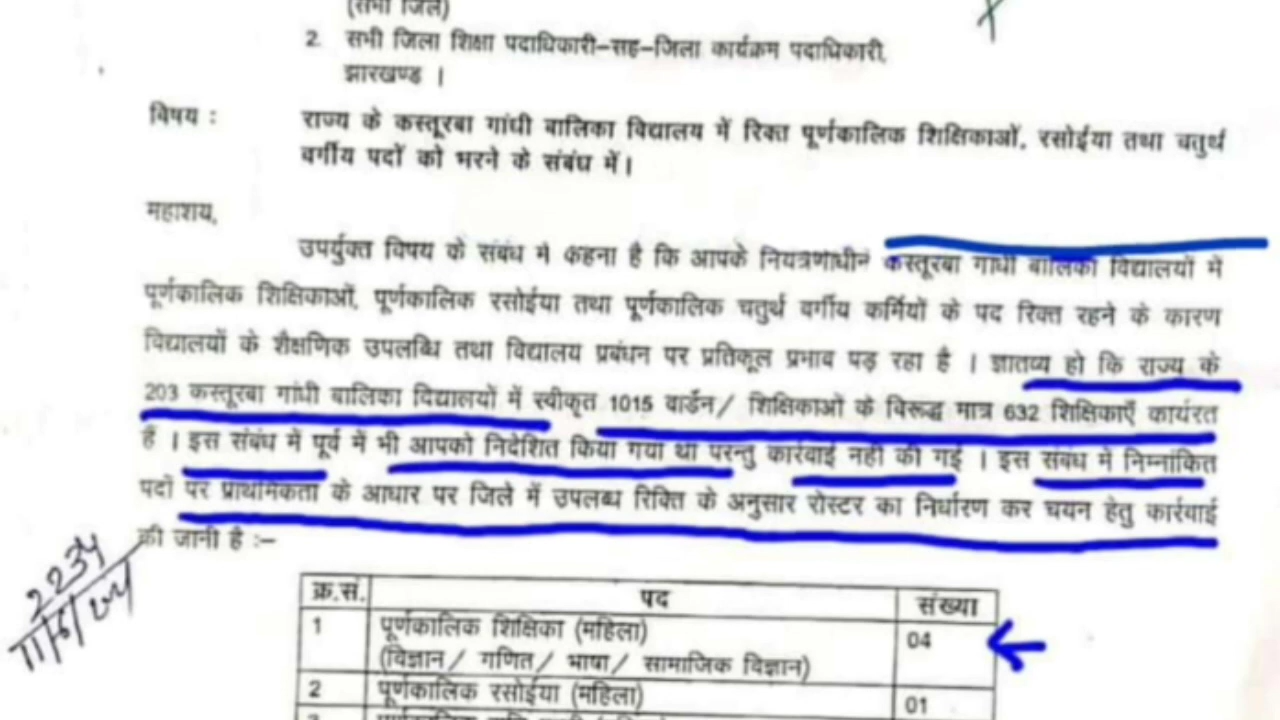 (सभी जिले)
2. सभी जिला शिक्षा पदाधिकारी–सह–जिला कार्यक्रम पदाधिकारी,
झारखण्ड ।
विषय : राज्य के कस्तूरबा गांधी बालिका विद्यालय में रिक्त पूर्णकालिक शिक्षिकाओं, रसोईया तथा चतुर्थ
वर्गीय पदों को भरने के संबंध में।
महाशय,
उपर्युक्त विषय के संबंध में कहना है कि आपके नियत्रणाधीन कस्तूरबा गांधी बालिका विद्यालयों में
पूर्णकालिक शिक्षिकाओं, पूर्णकालिक रसोईया तथा पूर्णकालिक चतुर्थ वर्गीय कर्मियों के पद रिक्त रहने के कारण
विद्यालयों के शैक्षणिक उपलब्धि तथा विद्यालय प्रबंधन पर प्रतिकूल प्रभाव पड़ रहा है । ज्ञातव्य हो कि राज्य के
203 कस्तूरबा गांधी बालिका विद्यालयों में स्वीकृत 1015 वार्डन/ शिक्षिकाओं के विरूद्ध मात्र 632 शिक्षिकाएँ कार्यरत
हैं । इस संबंध में पूर्व में भी आपको निदेशित किया गया था परन्तु कार्रवाई नहीं की गई । इस संबंध में निम्नांकित
पदों पर प्राथमिकता के आधार पर जिले में उपलब्ध रिक्ति के अनुसार रोस्टर का निर्धारण कर चयन हेतु कार्रवाई
की जानी है :–
2234
क्र.सं. पद संख्या
1 पूर्णकालिक शिक्षिका (महिला) 04
(विज्ञान/ गणित/ भाषा/ सामाजिक विज्ञान)
2 पूर्णकालिक रसोईया (महिला) 01